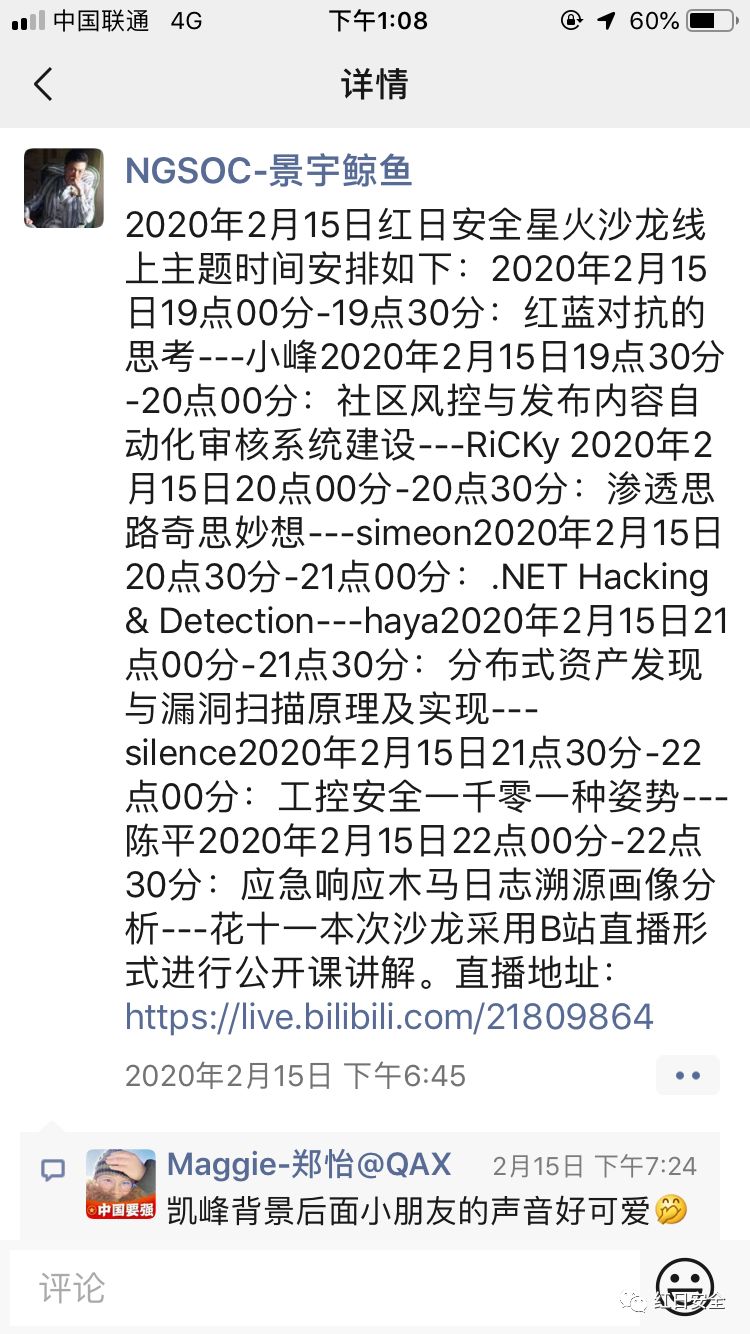 中国联通 4G 下午1:08 60%
详情
NGSOC-景宇鲸鱼
2020年2月15日红日安全星火沙龙线
上主题时间安排如下：2020年2月15
日19点00分-19点30分：红蓝对抗的
思考---小峰2020年2月15日19点30分
-20点00分：社区风控与发布内容自
动化审核系统建设---RiCKy 2020年2
月15日20点00分-20点30分：渗透思
路奇思妙想---simeon2020年2月15日
20点30分-21点00分：.NET Hacking
& Detection---haya2020年2月15日21
点00分-21点30分：分布式资产发现
与漏洞扫描原理及实现---
silence2020年2月15日21点30分-22
点00分：工控安全一千零一种姿势---
陈平2020年2月15日22点00分-22点
30分：应急响应木马日志溯源画像分
析---花十一本次沙龙采用B站直播形
式进行公开课讲解。直播地址：
https://live.bilibili.com/21809864
2020年2月15日 下午6:45
Maggie-郑怡@QAX 2月15日 下午7:24
中国要强
凯峰背景后面小朋友的声音好可爱🤭
评论
红日安全